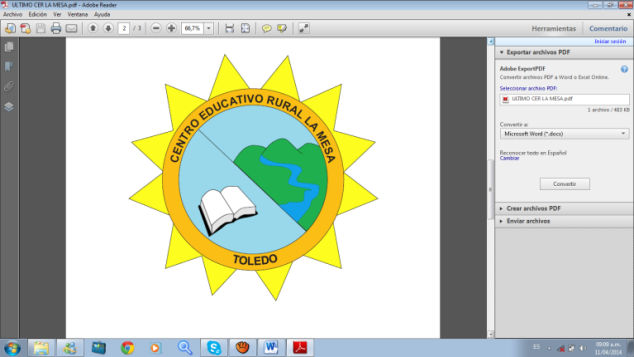 ULTIMO CER LA MESA.pdf - Adobe Reader
Archivo Edición Ver Ventana Ayuda
2 / 3
66,7%
Herramientas
Comentario
Iniciar sesión
Exportar archivos PDF
Adobe ExportPDF
Convertir archivos PDF a Word o Excel Online.
Seleccionar archivo PDF:
ULTIMO CER LA MESA.pdf
1 archivo / 483 KB
Convertir a:
Microsoft Word (*.docx)
Reconocer texto en Español
Cambiar
Convertir
Crear archivos PDF
Enviar archivos
CENTRO EDUCATIVO RURAL LA MESA
TOLEDO
ES
09:09 a.m.
11/04/2014